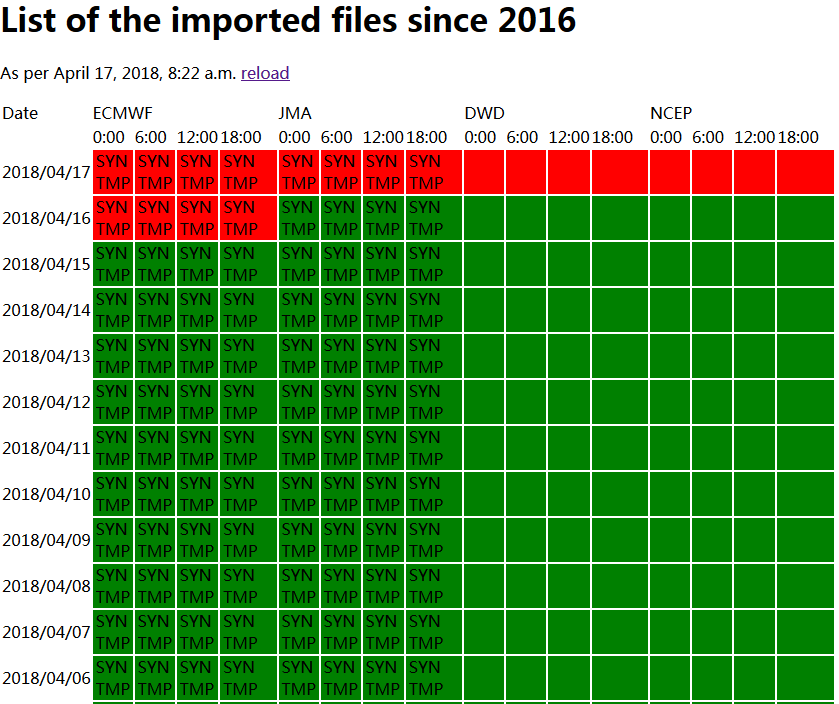 List of the imported files since 2016
As per April 17, 2018, 8:22 a.m. reload
Date ECMWF JMA DWD NCEP
0:00 6:00 12:00 18:00 0:00 6:00 12:00 18:00 0:00 6:00 12:00 18:00 0:00 6:00 12:00 18:00
SYN SYN SYN SYN SYN SYN SYN SYN
2018/04/17
TMP TMP TMP TMP TMP TMP TMP TMP
SYN SYN SYN SYN SYN SYN SYN SYN
2018/04/16
TMP TMP TMP TMP TMP TMP TMP TMP
SYN SYN SYN SYN SYN SYN SYN SYN
2018/04/15
TMP TMP TMP TMP TMP TMP TMP TMP
SYN SYN SYN SYN SYN SYN SYN SYN
2018/04/14
TMP TMP TMP TMP TMP TMP TMP TMP
SYN SYN SYN SYN SYN SYN SYN SYN
2018/04/13
TMP TMP TMP TMP TMP TMP TMP TMP
SYN SYN SYN SYN SYN SYN SYN SYN
2018/04/12
TMP TMP TMP TMP TMP TMP TMP TMP
SYN SYN SYN SYN SYN SYN SYN SYN
2018/04/11
TMP TMP TMP TMP TMP TMP TMP TMP
SYN SYN SYN SYN SYN SYN SYN SYN
2018/04/10
TMP TMP TMP TMP TMP TMP TMP TMP
SYN SYN SYN SYN SYN SYN SYN SYN
2018/04/09
TMP TMP TMP TMP TMP TMP TMP TMP
SYN SYN SYN SYN SYN SYN SYN SYN
2018/04/08
TMP TMP TMP TMP TMP TMP TMP TMP
SYN SYN SYN SYN SYN SYN SYN SYN
2018/04/07
TMP TMP TMP TMP TMP TMP TMP TMP
SYN SYN SYN SYN SYN SYN SYN SYN
2018/04/06
TMP TMP TMP TMP TMP TMP TMP TMP